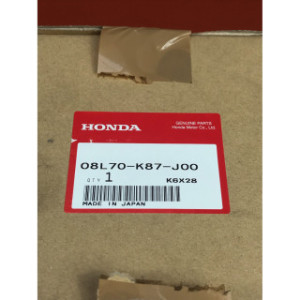 GENUINE PARTS
Honda Motor Co., Ltd.
HONDA
08L70-K87-J00
QTY 1 K6X28
MADE IN JAPAN